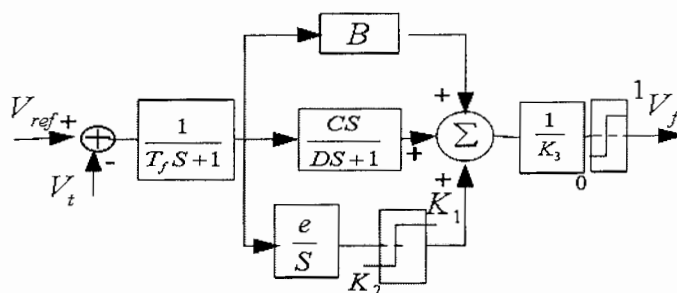 B
+
V_ref +
1 / (T_f S + 1)
-
V_t
CS / (DS + 1)
+
Σ
+
1 / K_3
0
1
V_f
e / S
K_1
K_2